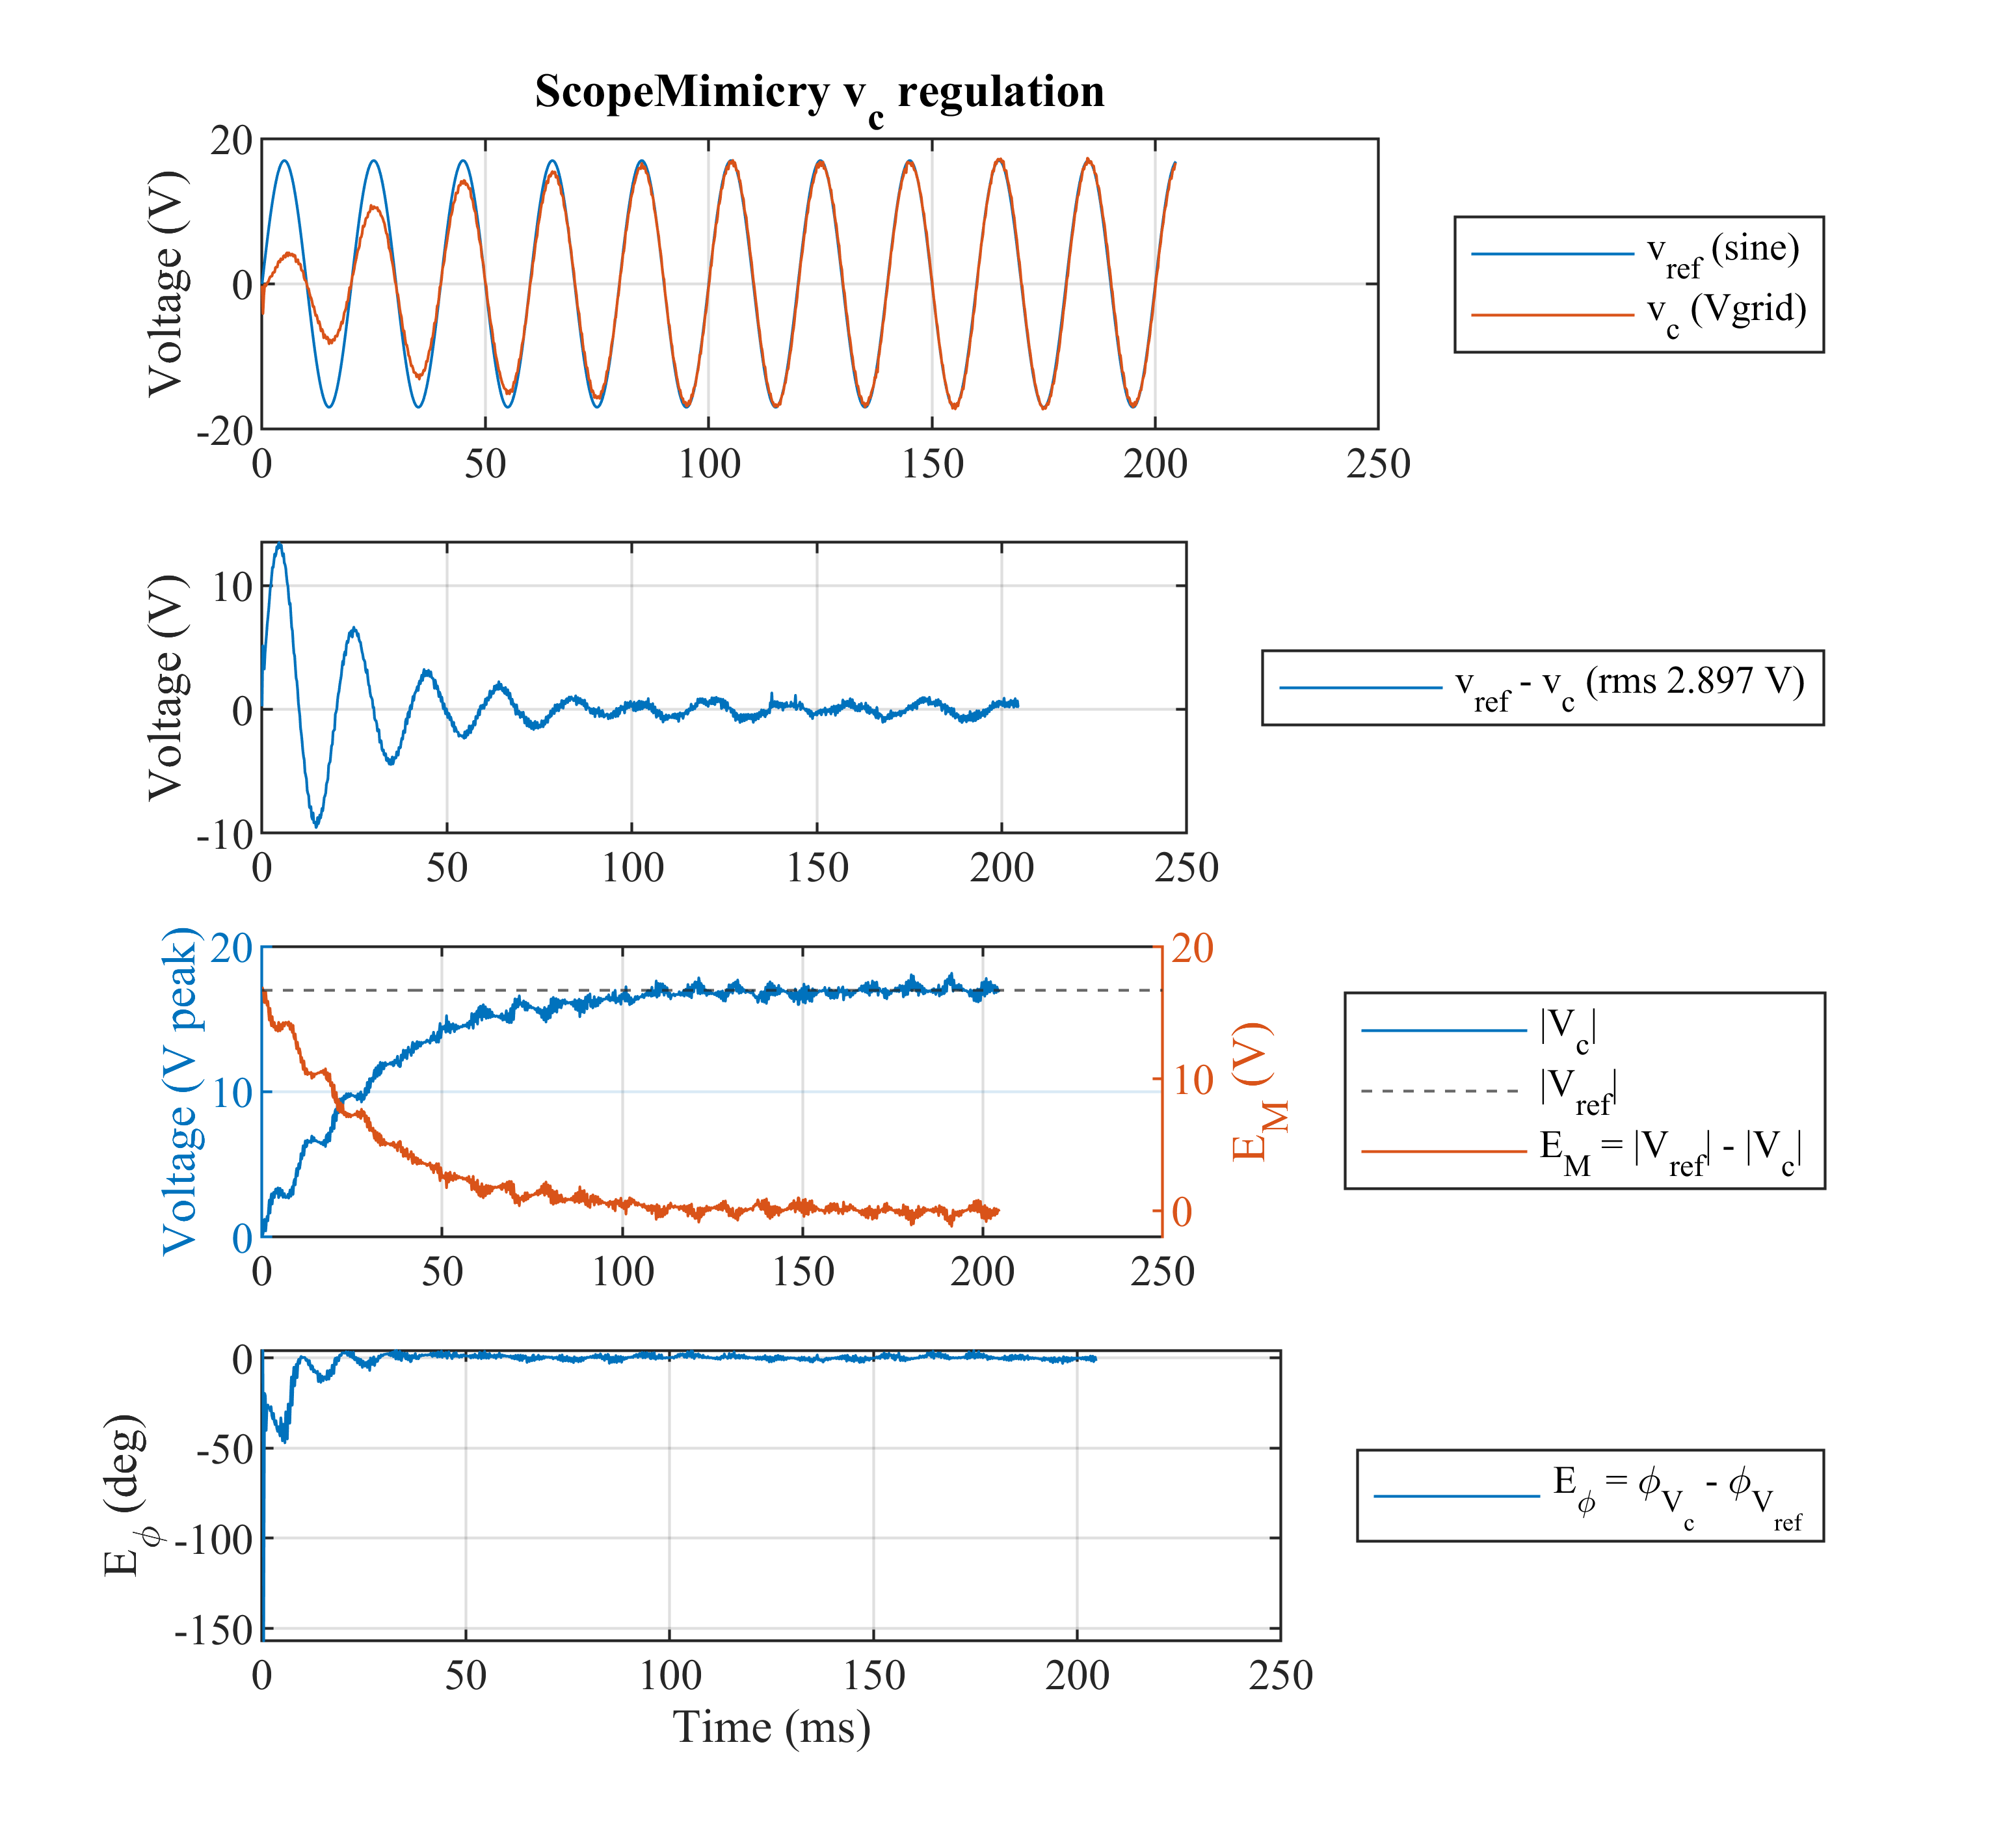 ScopeMimicry v_c regulation
Voltage (V)
20
0
-20
0 50 100 150 200 250
v_ref (sine)
v_c (Vgrid)
Voltage (V)
10
0
-10
0 50 100 150 200 250
v_ref - v_c (rms 2.897 V)
Voltage (V peak)
20
10
0
0 50 100 150 200 250
20
10
0
E_M (V)
|V_c|
|V_ref|
E_M = |V_ref| - |V_c|
E_ϕ (deg)
0
-50
-100
-150
0 50 100 150 200 250
Time (ms)
E_ϕ = ϕ_V_c - ϕ_V_ref